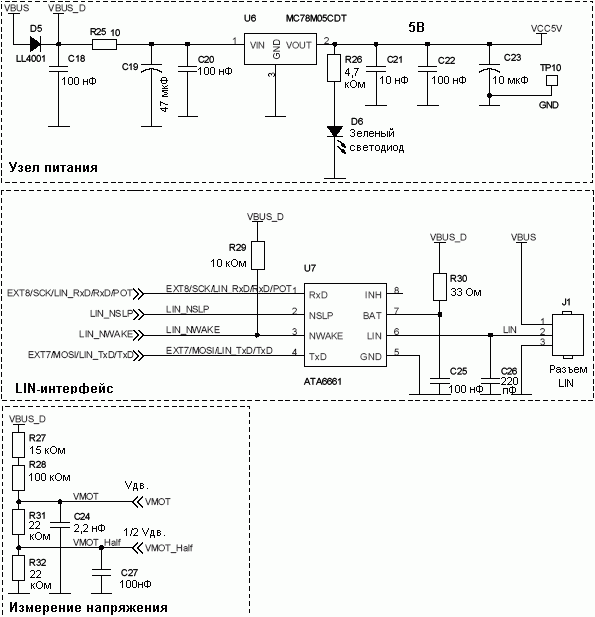 VBUS
VBUS_D
D5
LL4001
R25
10
C18
100 нФ
C19
47 мкФ
C20
100 нФ
U6
MC78M05CDT
1
VIN
VOUT
2
GND
3
5В
VCC5V
R26
4,7
кОм
C21
10 нФ
C22
100 нФ
C23
10 мкФ
TP10
GND
D6
Зеленый
светодиод
Узел питания
VBUS_D
R29
10 кОм
U7
VBUS_D
VBUS
R30
33 Ом
J1
EXT8/SCK/LIN_RxD/RxD/POT
EXT8/SCK/LIN_RxD/RxD/POT
1
RxD
INH
8
LIN_NSLP
LIN_NSLP
2
NSLP
BAT
7
LIN_NWAKE
LIN_NWAKE
3
NWAKE
LIN
6
LIN
EXT7/MOSI/LIN_TxD/TxD
EXT7/MOSI/LIN_TxD/TxD
4
TxD
GND
5
1
2
3
ATA6661
C25
100 нФ
C26
220
пФ
Разъем
LIN
LIN-интерфейс
VBUS_D
R27
15 кОм
R28
100 кОм
Vдв.
VMOT
VMOT
R31
22
кОм
C24
2,2 нФ
1/2 Vдв.
VMOT_Half
VMOT_Half
R32
22
кОм
C27
100нФ
Измерение напряжения